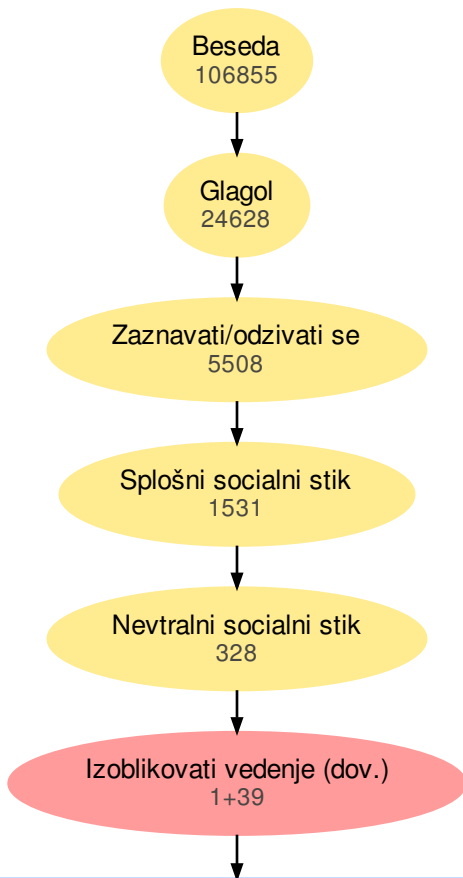 Beseda
106855
Glagol
24628
Zaznavati/odzivati se
5508
Splošni socialni stik
1531
Nevtralni socialni stik
328
Izoblikovati vedenje (dov.)
1+39